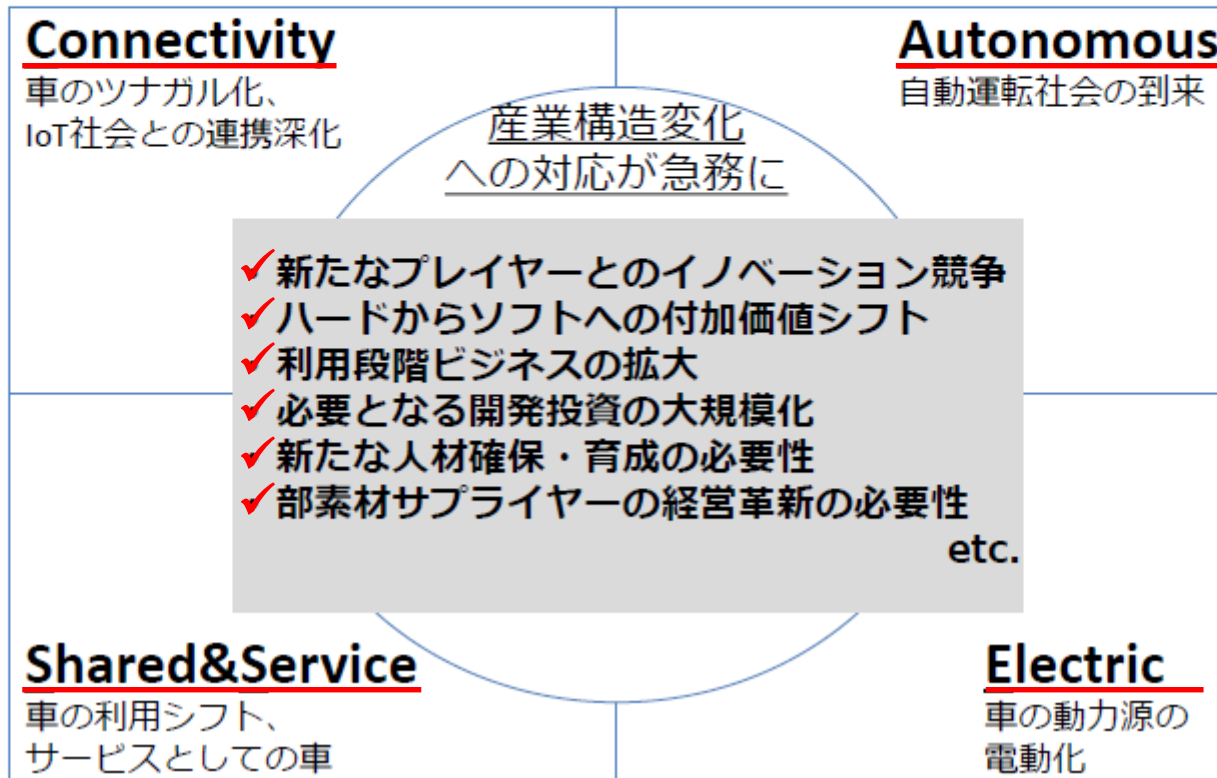 Connectivity
車のツナガル化、
IoT社会との連携深化
Autonomous
自動運転社会の到来
産業構造変化
への対応が急務に
新たなプレイヤーとのイノベーション競争
ハードからソフトへの付加価値シフト
利用段階ビジネスの拡大
必要となる開発投資の大規模化
新たな人材確保・育成の必要性
部素材サプライヤーの経営革新の必要性
etc.
Shared&Service
車の利用シフト、
サービスとしての車
Electric
車の動力源の
電動化